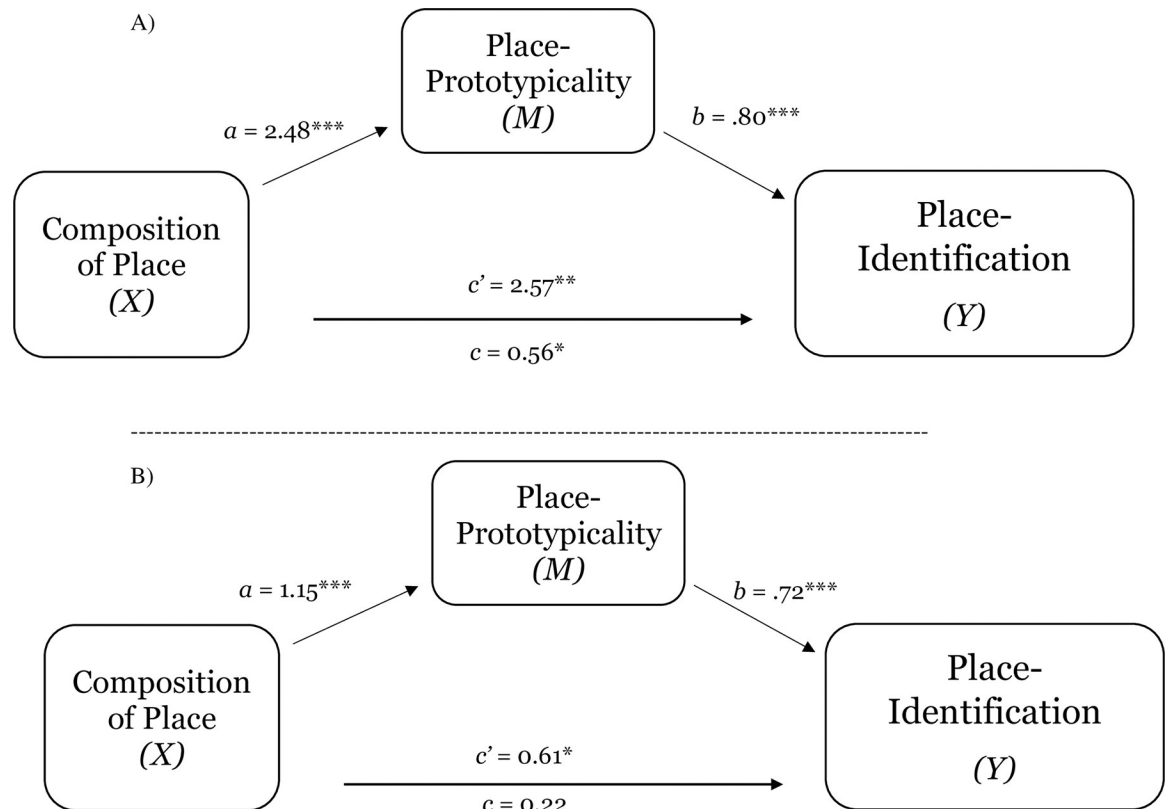 A)
Place-
Prototypicality
(M)
a = 2.48***
b = .80***
Composition
of Place
(X)
Place-
Identification
(Y)
c’ = 2.57**
c = 0.56*
--------------------------------------------------------------------------------------------------------
B)
Place-
Prototypicality
(M)
a = 1.15***
b = .72***
Composition
of Place
(X)
Place-
Identification
(Y)
c’ = 0.61*
c = 0.22